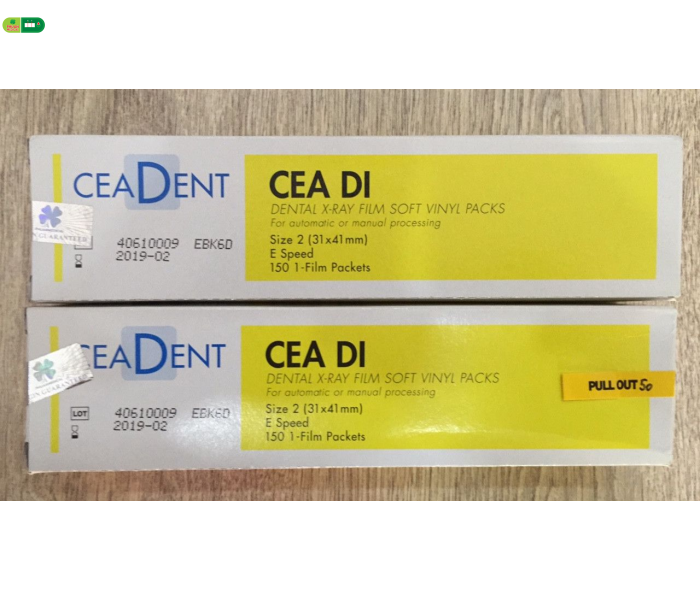 CEADENT
CEA DI
DENTAL X-RAY FILM SOFT VINYL PACKS
For automatic or manual processing
40610009 EBK6D
2019-02
Size 2 (31x41mm)
E Speed
150 1-Film Packets
CEADENT
CEA DI
DENTAL X-RAY FILM SOFT VINYL PACKS
For automatic or manual processing
LOT 40610009 EBK6D
2019-02
Size 2 (31x41mm)
E Speed
150 1-Film Packets
PULL OUT 50